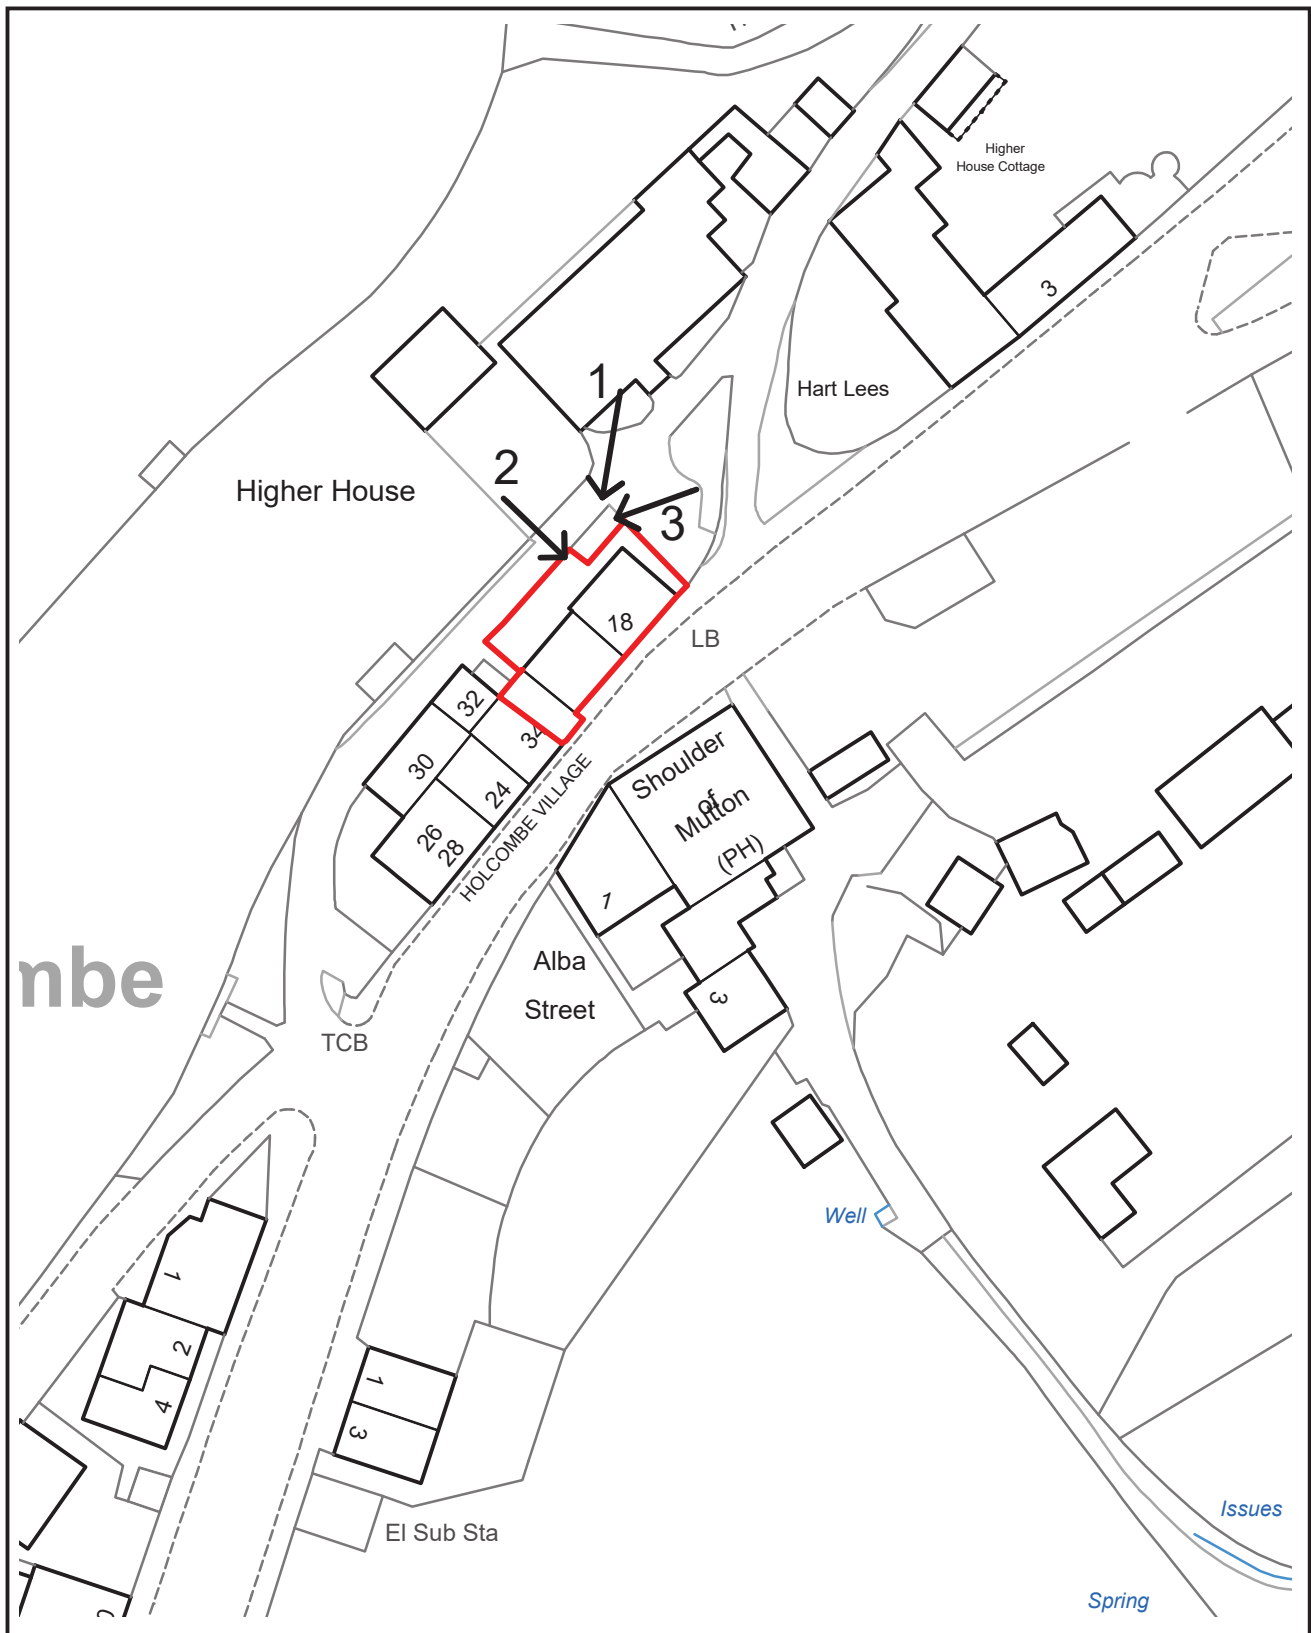 Higher
House Cottage
3
1
Hart Lees
2
Higher House
3
18
LB
32
34
30
24
26
28
HOLCOMBE VILLAGE
Shoulder
of
Mutton
(PH)
1
Alba
Street
3
mbe
TCB
Well
1
2
4
1
3
El Sub Sta
Issues
Spring